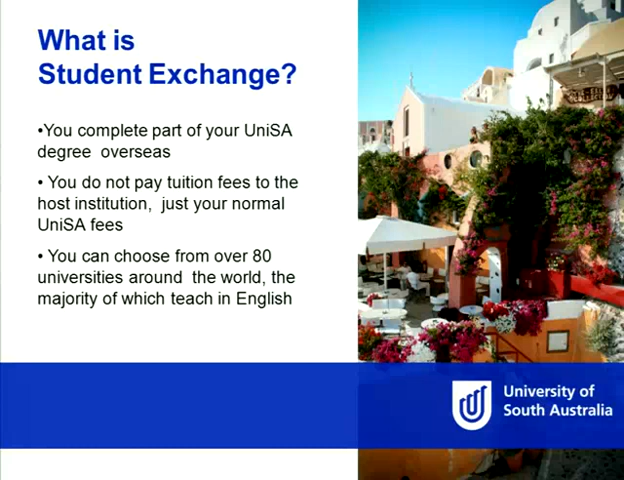 What is
Student Exchange?
•You complete part of your UniSA
degree overseas
• You do not pay tuition fees to the
host institution, just your normal
UniSA fees
• You can choose from over 80
universities around the world, the
majority of which teach in English
University of
South Australia